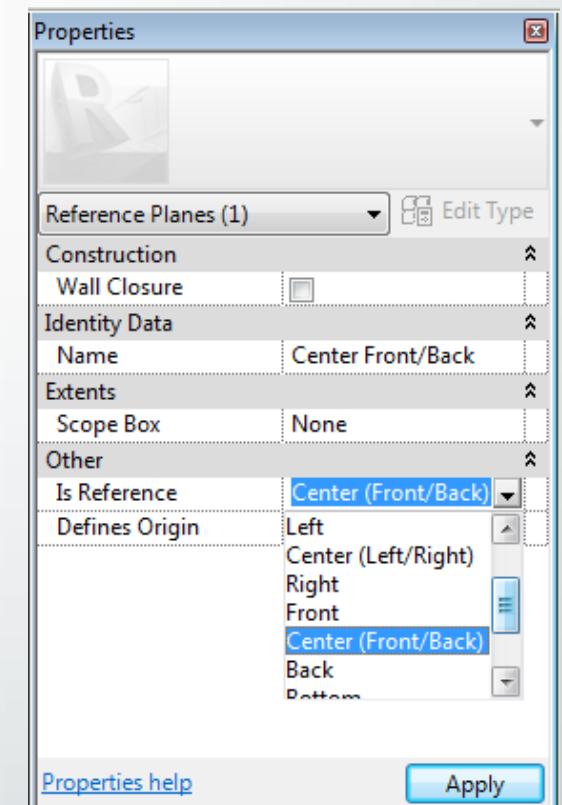 Properties
Reference Planes (1) Edit Type
Construction
Wall Closure
Identity Data
Name Center Front/Back
Extents
Scope Box None
Other
Is Reference Center (Front/Back)
Defines Origin Left
Center (Left/Right)
Right
Front
Center (Front/Back)
Back
Bottom
Properties help Apply